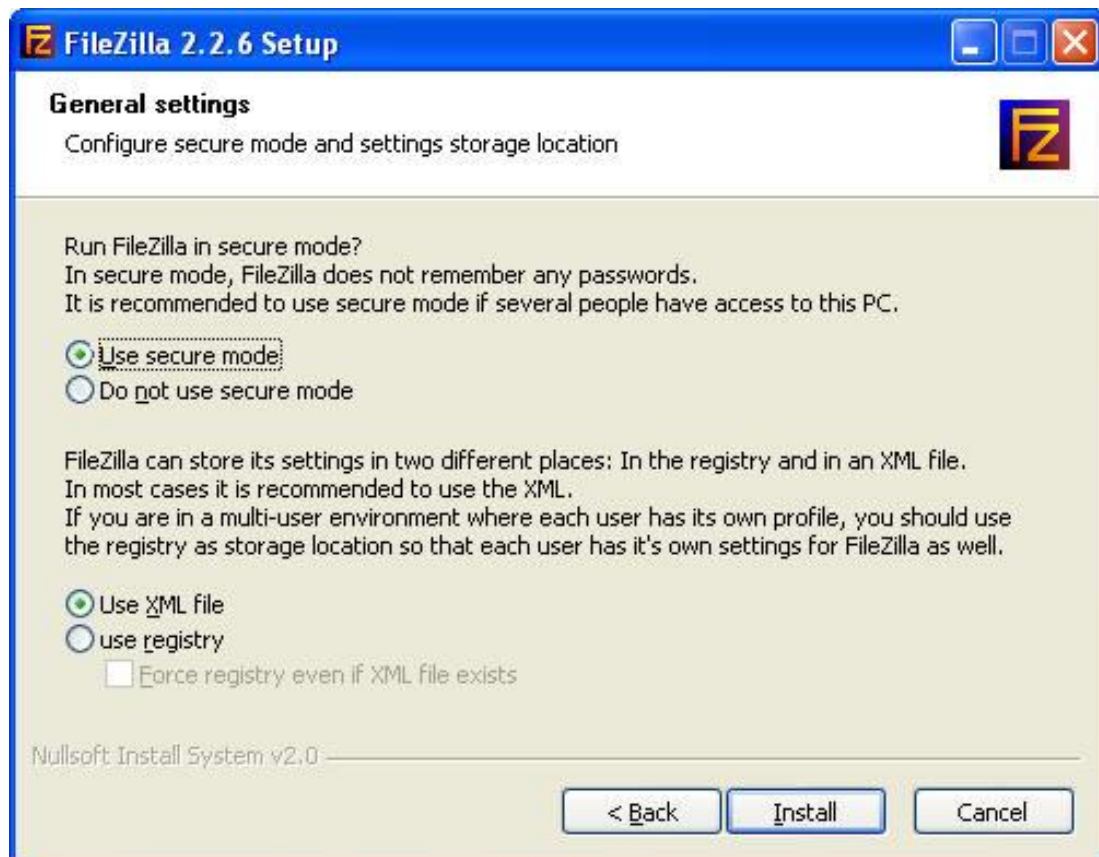 FileZilla 2.2.6 Setup
General settings
Configure secure mode and settings storage location
Run FileZilla in secure mode?
In secure mode, FileZilla does not remember any passwords.
It is recommended to use secure mode if several people have access to this PC.
Use secure mode
Do not use secure mode
FileZilla can store its settings in two different places: In the registry and in an XML file.
In most cases it is recommended to use the XML.
If you are in a multi-user environment where each user has its own profile, you should use
the registry as storage location so that each user has it's own settings for FileZilla as well.
Use XML file
use registry
Force registry even if XML file exists
Nullsoft Install System v2.0
< Back Install Cancel